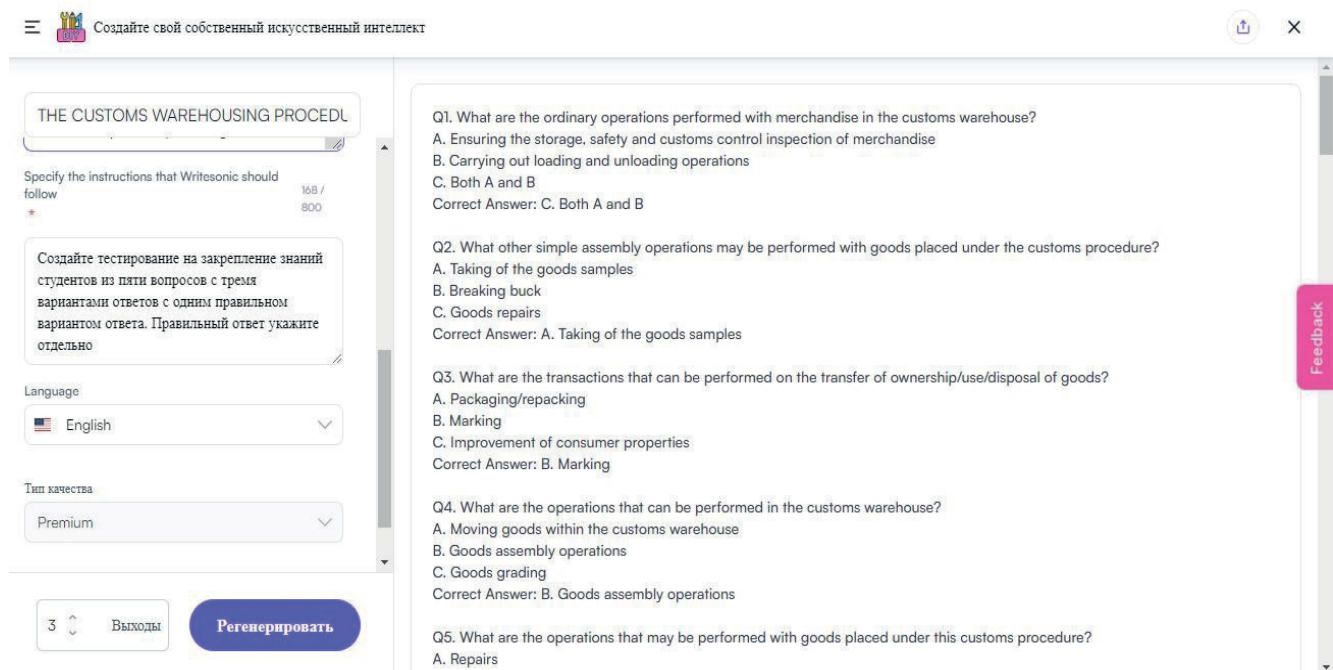 DIY
Создайте свой собственный искусственный интеллект
THE CUSTOMS WAREHOUSING PROCEDU
Specify the instructions that Writesonic should
follow
*
168 /
800
Создайте тестирование на закрепление знаний
студентов из пяти вопросов с тремя
вариантами ответов с одним правильном
вариантом ответа. Правильный ответ укажите
отдельно
Language
English
Тип качества
Premium
3 Выходы
Регенерировать
Q1. What are the ordinary operations performed with merchandise in the customs warehouse?
A. Ensuring the storage, safety and customs control inspection of merchandise
B. Carrying out loading and unloading operations
C. Both A and B
Correct Answer: C. Both A and B
Q2. What other simple assembly operations may be performed with goods placed under the customs procedure?
A. Taking of the goods samples
B. Breaking buck
C. Goods repairs
Correct Answer: A. Taking of the goods samples
Q3. What are the transactions that can be performed on the transfer of ownership/use/disposal of goods?
A. Packaging/repacking
B. Marking
C. Improvement of consumer properties
Correct Answer: B. Marking
Q4. What are the operations that can be performed in the customs warehouse?
A. Moving goods within the customs warehouse
B. Goods assembly operations
C. Goods grading
Correct Answer: B. Goods assembly operations
Q5. What are the operations that may be performed with goods placed under this customs procedure?
A. Repairs
Feedback